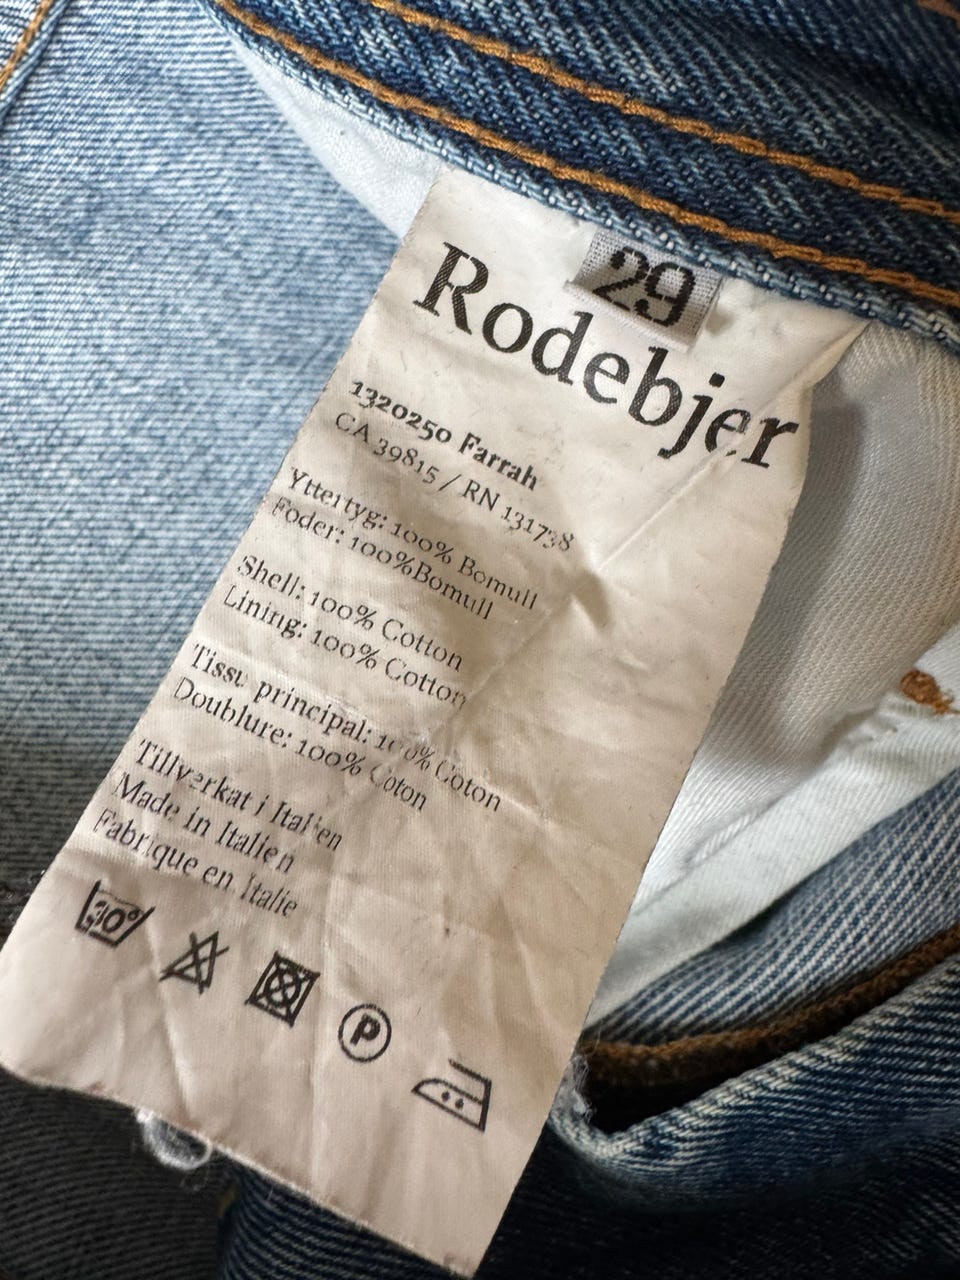 29
Rodebjer
1320250 Farrah
CA 39815 / RN 131738
Yttertyg: 100% Bomull
Foder: 100%Bomull
Shell: 100% Cotton
Lining: 100% Cotton
Tissu principal: 100% Coton
Doublure: 100% Coton
Tillverkat i Italien
Made in Italien
Fabrique en Italie
30°
P